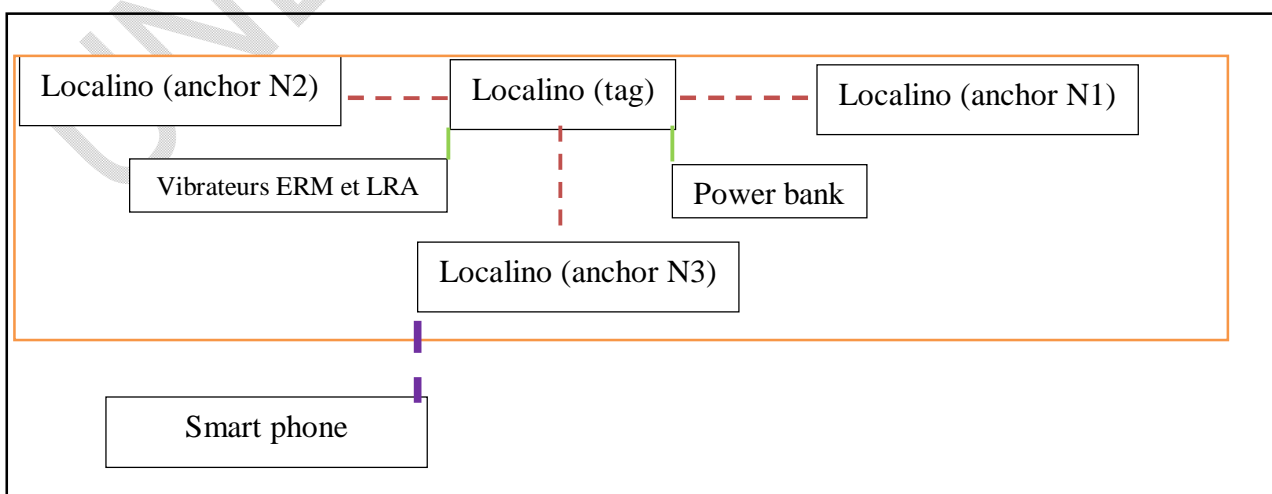 Localino (anchor N2)
Localino (tag)
Localino (anchor N1)
Vibrateurs ERM et LRA
Power bank
Localino (anchor N3)
Smart phone